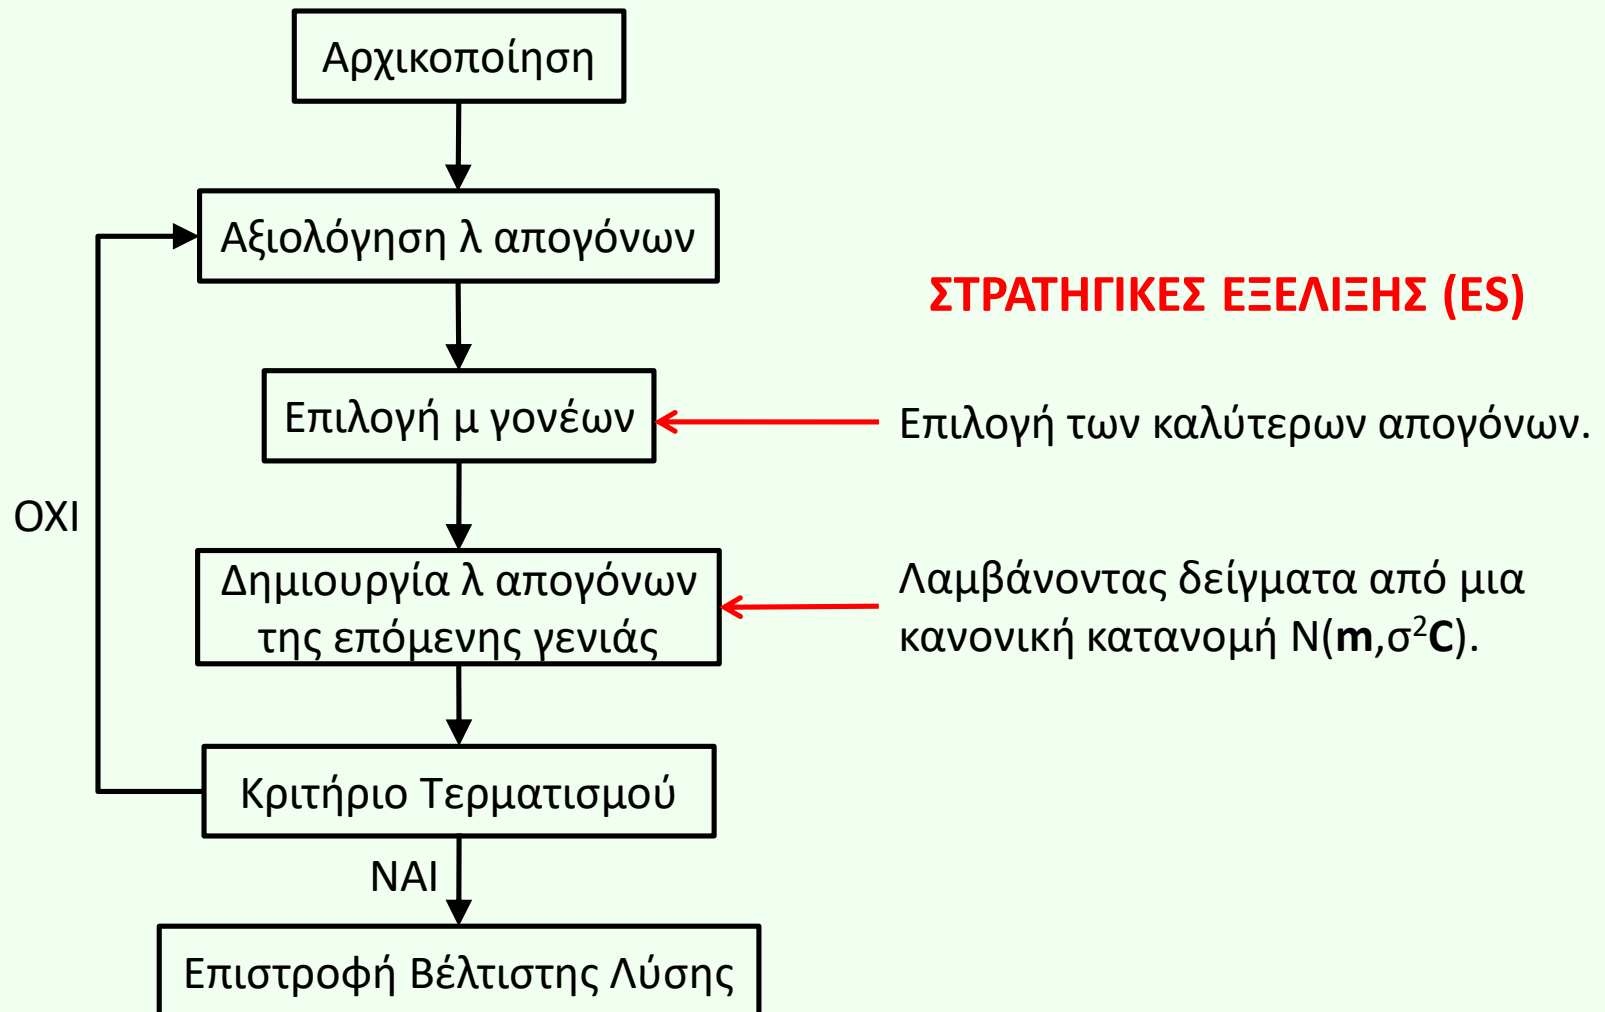 Αρχικοποίηση
Αξιολόγηση λ απογόνων
ΣΤΡΑΤΗΓΙΚΕΣ ΕΞΕΛΙΞΗΣ (ES)
Επιλογή μ γονέων
Επιλογή των καλύτερων απογόνων.
ΟΧΙ
Δημιουργία λ απογόνων
της επόμενης γενιάς
Λαμβάνοντας δείγματα από μια
κανονική κατανομή Ν(m,σ²C).
Κριτήριο Τερματισμού
ΝΑΙ
Επιστροφή Βέλτιστης Λύσης